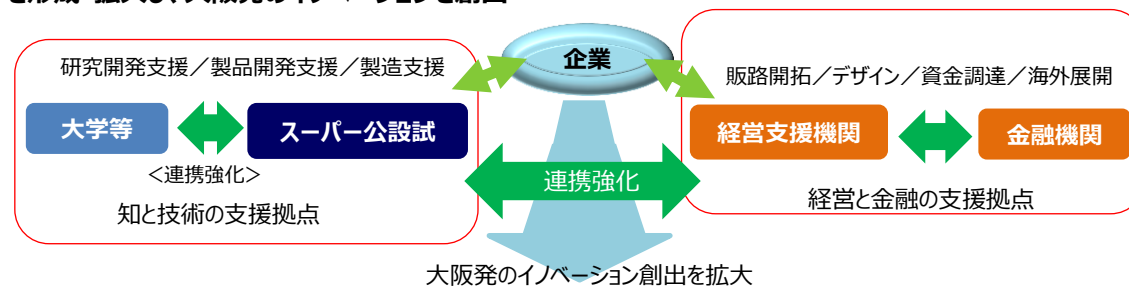 企業
研究開発支援／製品開発支援／製造支援
大学等
スーパー公設試
＜連携強化＞
知と技術の支援拠点
販路開拓／デザイン／資金調達／海外展開
経営支援機関
金融機関
経営と金融の支援拠点
連携強化
大阪発のイノベーション創出を拡大